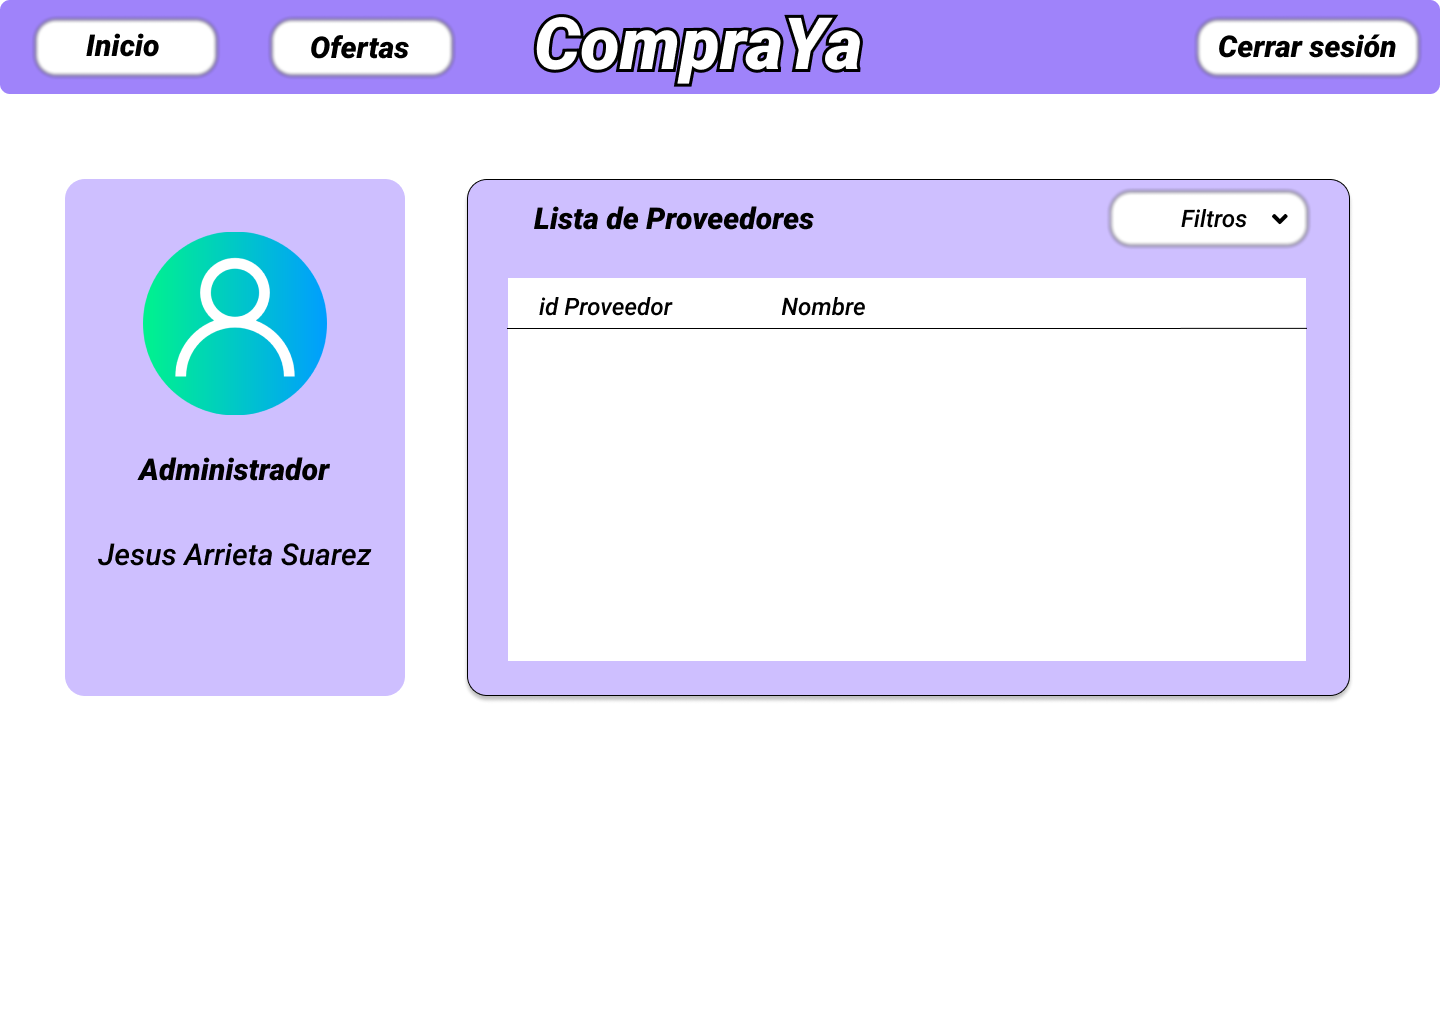 Inicio
Ofertas
CompraYa
Cerrar sesión
Lista de Proveedores
Filtros
id Proveedor
Nombre
Administrador
Jesus Arrieta Suarez